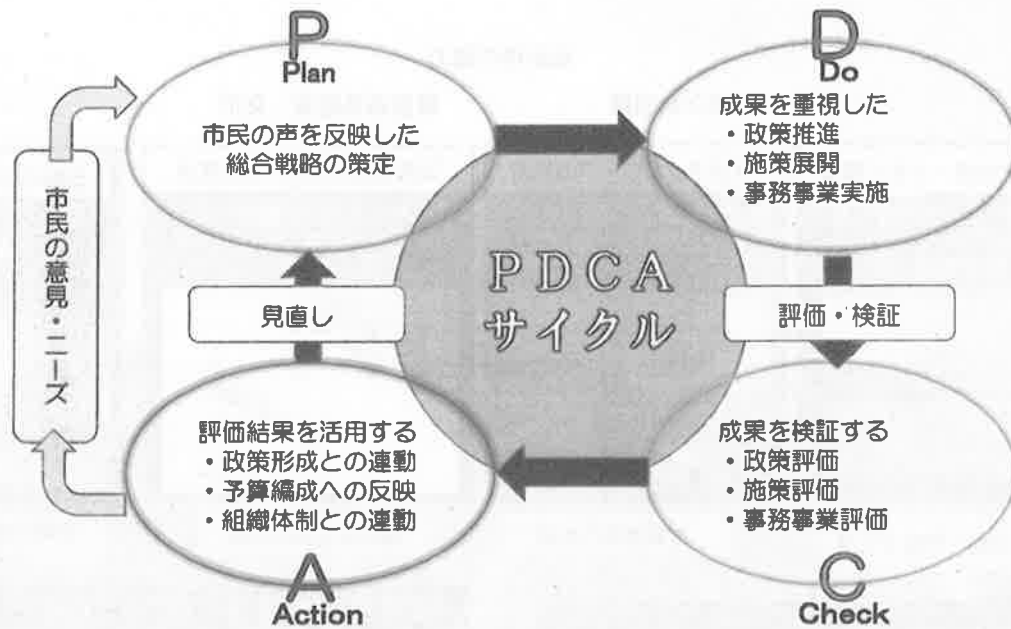 P
Plan
市民の声を反映した
総合戦略の策定
D
Do
成果を重視した
・政策推進
・施策展開
・事務事業実施
市民の意見・ニーズ
PDCA
サイクル
見直し
評価・検証
評価結果を活用する
・政策形成との連動
・予算編成への反映
・組織体制との連動
A
Action
成果を検証する
・政策評価
・施策評価
・事務事業評価
C
Check